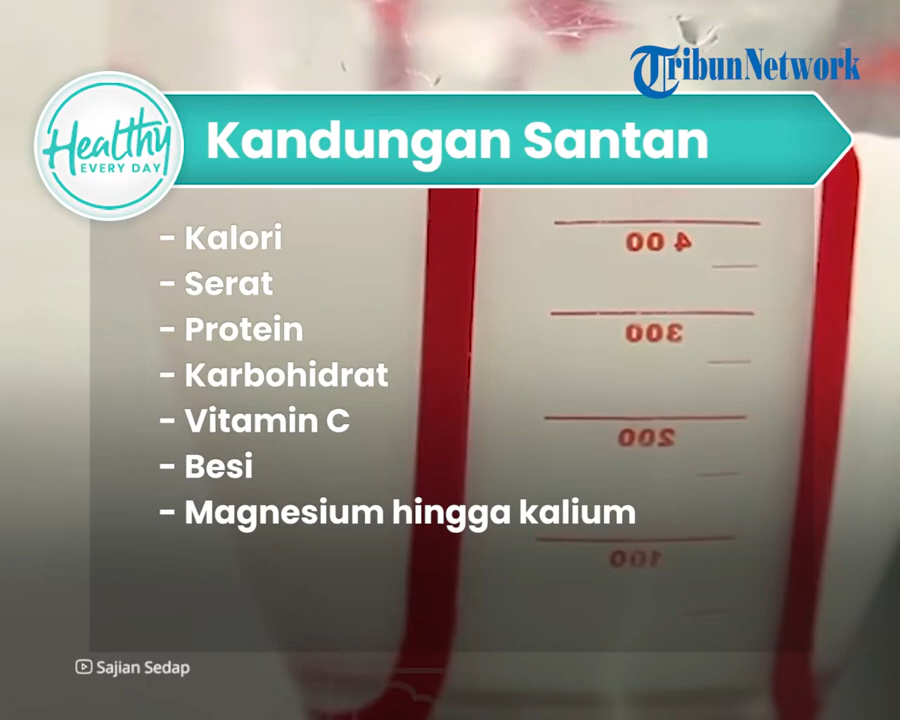 TribunNetwork
Healthy
EVERY DAY
Kandungan Santan
- Kalori
- Serat
- Protein
- Karbohidrat
- Vitamin C
- Besi
- Magnesium hingga kalium
400
300
200
100
Sajian Sedap